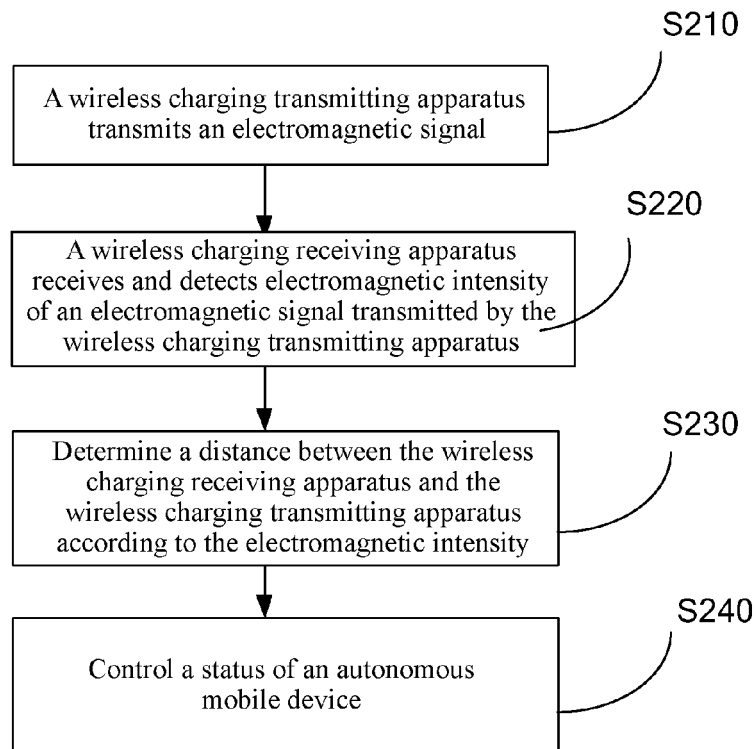 S210
A wireless charging transmitting apparatus
transmits an electromagnetic signal
S220
A wireless charging receiving apparatus
receives and detects electromagnetic intensity
of an electromagnetic signal transmitted by the
wireless charging transmitting apparatus
S230
Determine a distance between the wireless
charging receiving apparatus and the
wireless charging transmitting apparatus
according to the electromagnetic intensity
S240
Control a status of an autonomous
mobile device